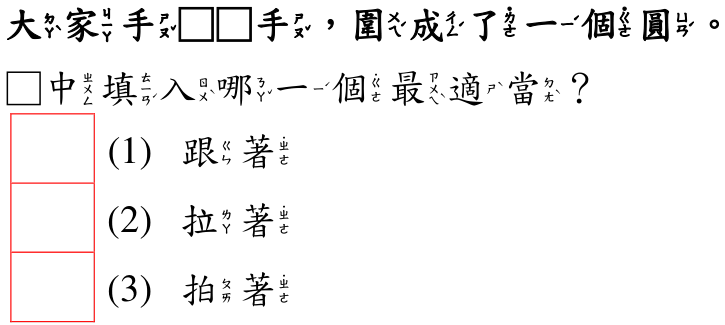 大家手□□手，圍成了一個圓。
□中填入哪一個最適當？
(1) 跟著
(2) 拉著
(3) 拍著